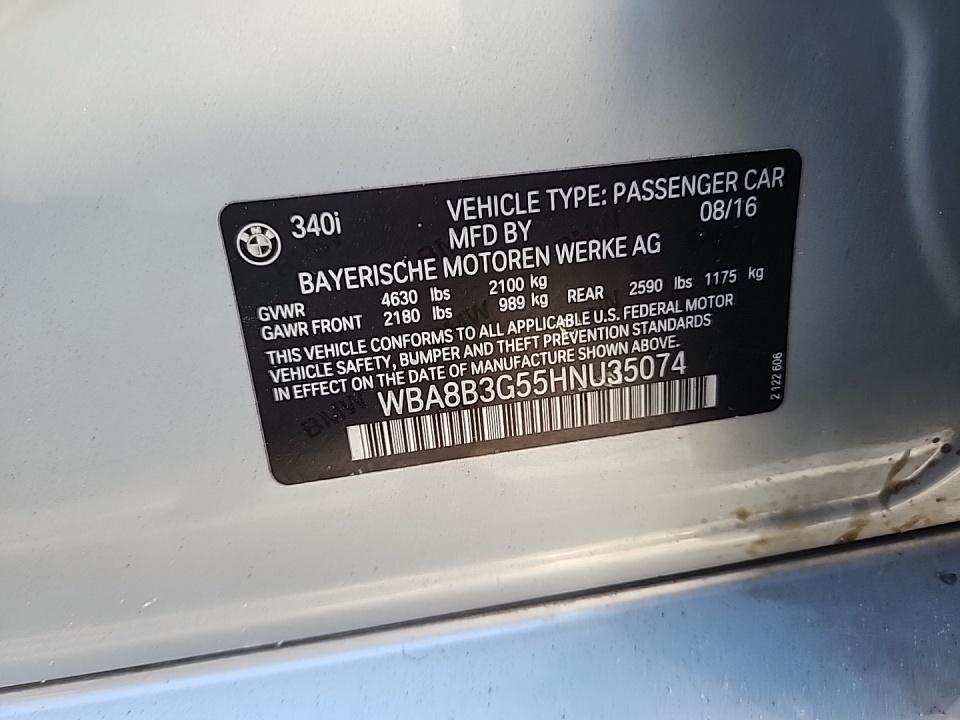 BMW 340i VEHICLE TYPE: PASSENGER CAR
MFD BY 08/16
BAYERISCHE MOTOREN WERKE AG
GVWR 4630 lbs 2100 kg
GAWR FRONT 2180 lbs 989 kg REAR 2590 lbs 1175 kg
THIS VEHICLE CONFORMS TO ALL APPLICABLE U.S. FEDERAL MOTOR
VEHICLE SAFETY, BUMPER AND THEFT PREVENTION STANDARDS
IN EFFECT ON THE DATE OF MANUFACTURE SHOWN ABOVE.
WBA8B3G55HNU35074
2 122 606